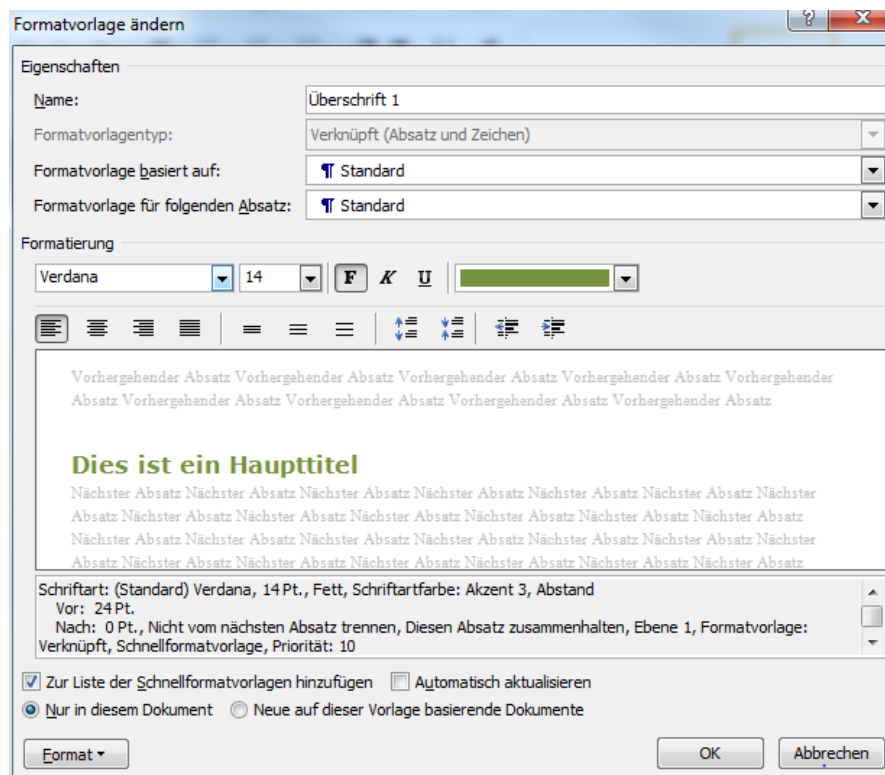 Formatvorlage ändern
Eigenschaften
Name: Überschrift 1
Formatvorlagentyp: Verknüpft (Absatz und Zeichen)
Formatvorlage basiert auf: ¶ Standard
Formatvorlage für folgenden Absatz: ¶ Standard
Formatierung
Verdana 14 F K U
Vorhergehender Absatz Vorhergehender Absatz Vorhergehender Absatz Vorhergehender Absatz Vorhergehender
Absatz Vorhergehender Absatz Vorhergehender Absatz Vorhergehender Absatz Vorhergehender Absatz
Dies ist ein Haupttitel
Nächster Absatz Nächster Absatz Nächster Absatz Nächster Absatz Nächster Absatz Nächster Absatz Nächster
Absatz Nächster Absatz Nächster Absatz Nächster Absatz Nächster Absatz Nächster Absatz Nächster Absatz
Nächster Absatz Nächster Absatz Nächster Absatz Nächster Absatz Nächster Absatz Nächster Absatz Nächster
Absatz Nächster Absatz Nächster Absatz Nächster Absatz Nächster Absatz Nächster Absatz Nächster Absatz
Schriftart: (Standard) Verdana, 14 Pt., Fett, Schriftartfarbe: Akzent 3, Abstand
Vor: 24 Pt.
Nach: 0 Pt., Nicht vom nächsten Absatz trennen, Diesen Absatz zusammenhalten, Ebene 1, Formatvorlage:
Verknüpft, Schnellformatvorlage, Priorität: 10
Zur Liste der Schnellformatvorlagen hinzufügen Automatisch aktualisieren
Nur in diesem Dokument Neue auf dieser Vorlage basierende Dokumente
Format OK Abbrechen